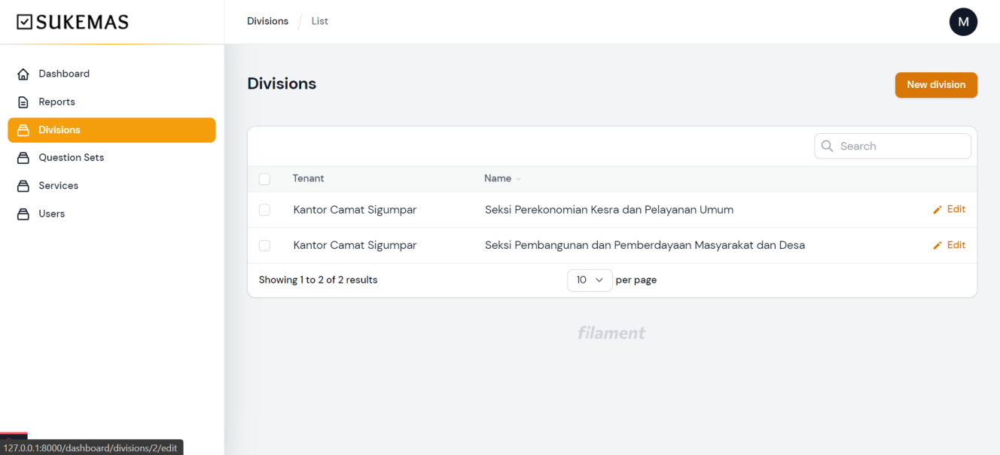 SUKEMAS
Divisions / List
M
Dashboard
Reports
Divisions
Question Sets
Services
Users
Divisions
New division
Search
Tenant Name
Kantor Camat Sigumpar Seksi Perekonomian Kesra dan Pelayanan Umum Edit
Kantor Camat Sigumpar Seksi Pembangunan dan Pemberdayaan Masyarakat dan Desa Edit
Showing 1 to 2 of 2 results 10 per page
filament
127.0.0.1:8000/dashboard/divisions/2/edit